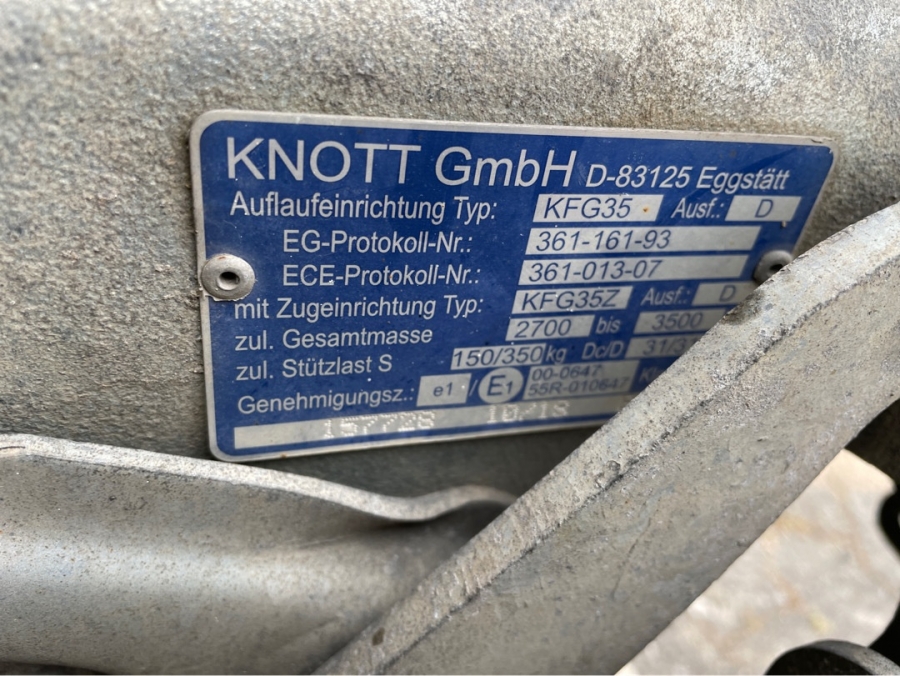 KNOTT GmbH D-83125 Eggstätt
Auflaufeinrichtung Typ: KFG35 Ausf.: D
EG-Protokoll-Nr.: 361-161-93
ECE-Protokoll-Nr.: 361-013-07
mit Zugeinrichtung Typ: KFG35Z Ausf.: D
zul. Gesamtmasse 2700 bis 3500
zul. Stützlast S 150/350kg Dc/D
Genehmigungsz.: e1 / E1 00-0647
55R-010647
157728 10/18